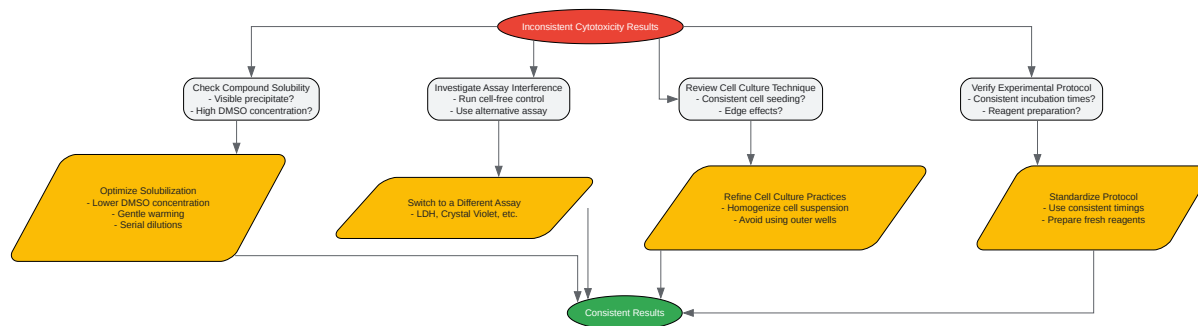 Inconsistent Cytotoxicity Results
Check Compound Solubility
- Visible precipitate?
- High DMSO concentration?
Investigate Assay Interference
- Run cell-free control
- Use alternative assay
Review Cell Culture Technique
- Consistent cell seeding?
- Edge effects?
Verify Experimental Protocol
- Consistent incubation times?
- Reagent preparation?
Optimize Solubilization
- Lower DMSO concentration
- Gentle warming
- Serial dilutions
Switch to a Different Assay
- LDH, Crystal Violet, etc.
Refine Cell Culture Practices
- Homogenize cell suspension
- Avoid using outer wells
Standardize Protocol
- Use consistent timings
- Prepare fresh reagents
Consistent Results